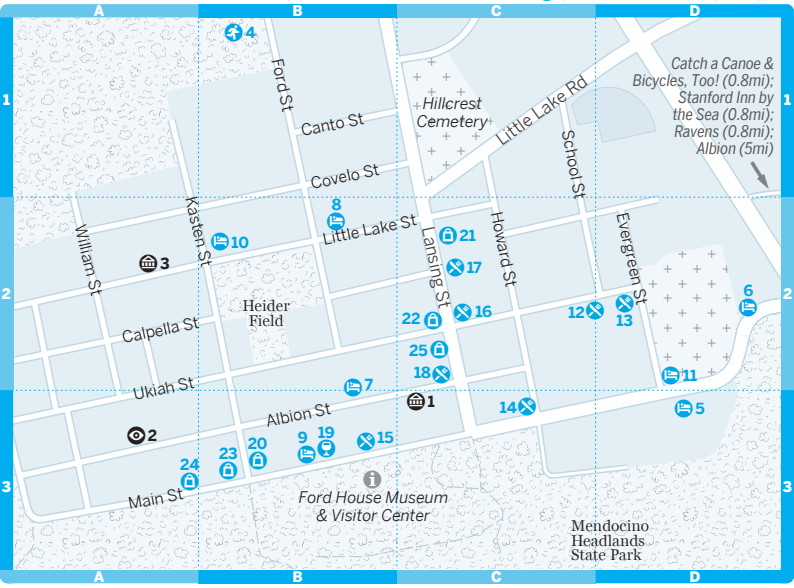 A
B
C
D
4
Ford St
1
Canto St
Hillcrest
Cemetery
Little Lake Rd
Catch a Canoe &
Bicycles, Too! (0.8mi);
Stanford Inn by
the Sea (0.8mi);
Ravens (0.8mi);
Albion (5mi)
1
School St
Covelo St
8
Kasten St
William St
10
Little Lake St
Lansing St
21
Howard St
Evergreen St
3
17
2
Heider
Field
6
2
Calpella St
22
16
12
13
25
Ukiah St
7
18
11
1
14
5
Albion St
2
20
9
19
15
23
24
3
Main St
Ford House Museum
& Visitor Center
3
Mendocino
Headlands
State Park
A
B
C
D